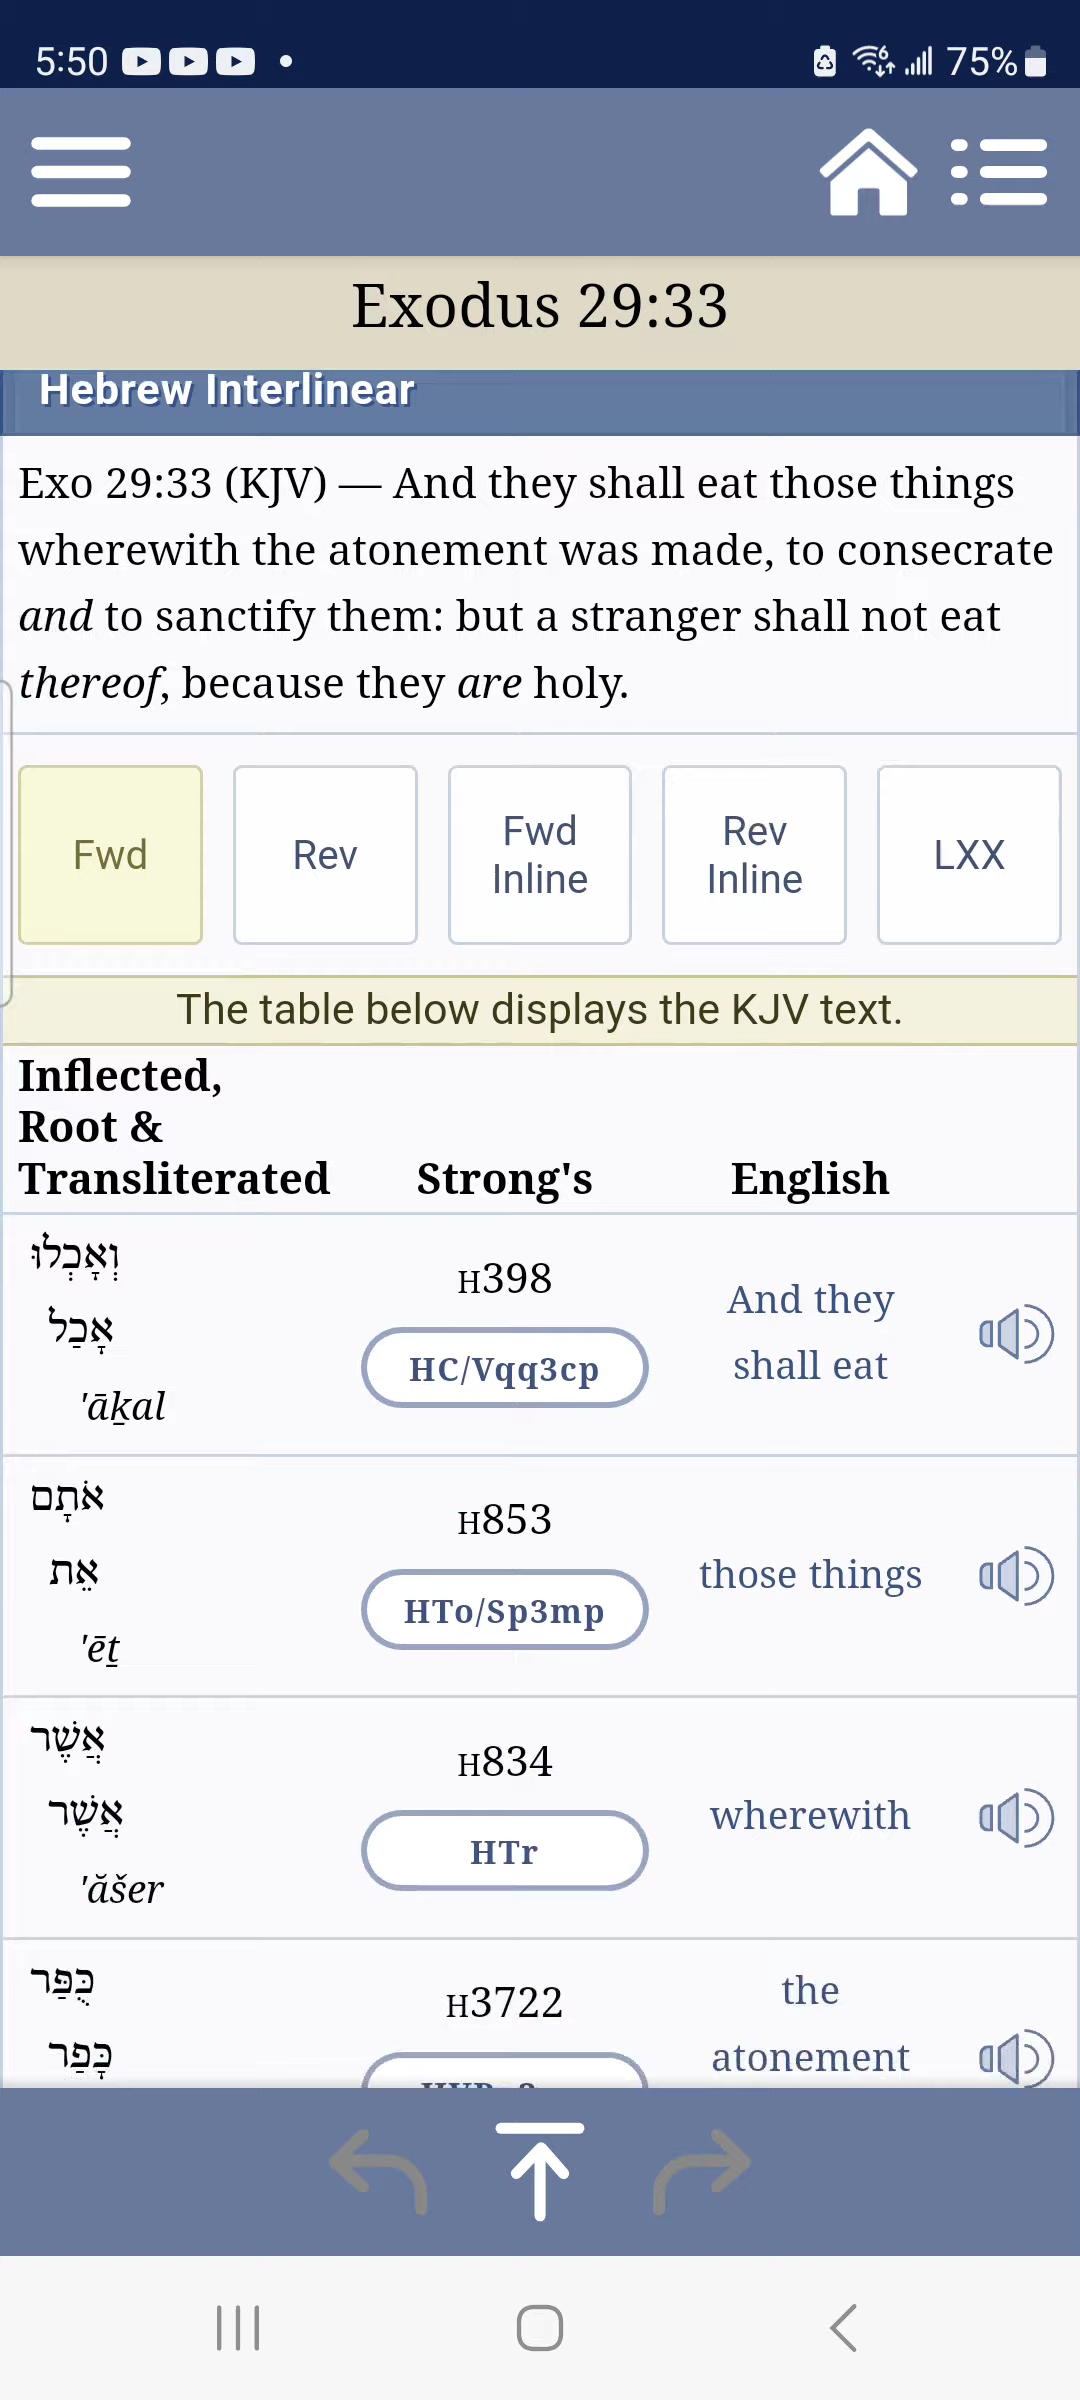 5:50
75%
Exodus 29:33
Hebrew Interlinear
Exo 29:33 (KJV) — And they shall eat those things
wherewith the atonement was made, to consecrate
and to sanctify them: but a stranger shall not eat
thereof, because they are holy.
Fwd
Rev
Fwd
Inline
Rev
Inline
LXX
The table below displays the KJV text.
Inflected,
Root &
Transliterated
Strong's
English
וְאָכְלוּ
אָכַל
'āḵal
H398
HC/Vqq3cp
And they
shall eat
אֹתָם
אֵת
'ēṯ
H853
HTo/Sp3mp
those things
אֲשֶׁר
אֲשֶׁר
'ăšer
H834
HTr
wherewith
כֻּפַּר
כָּפַר
H3722
the
atonement